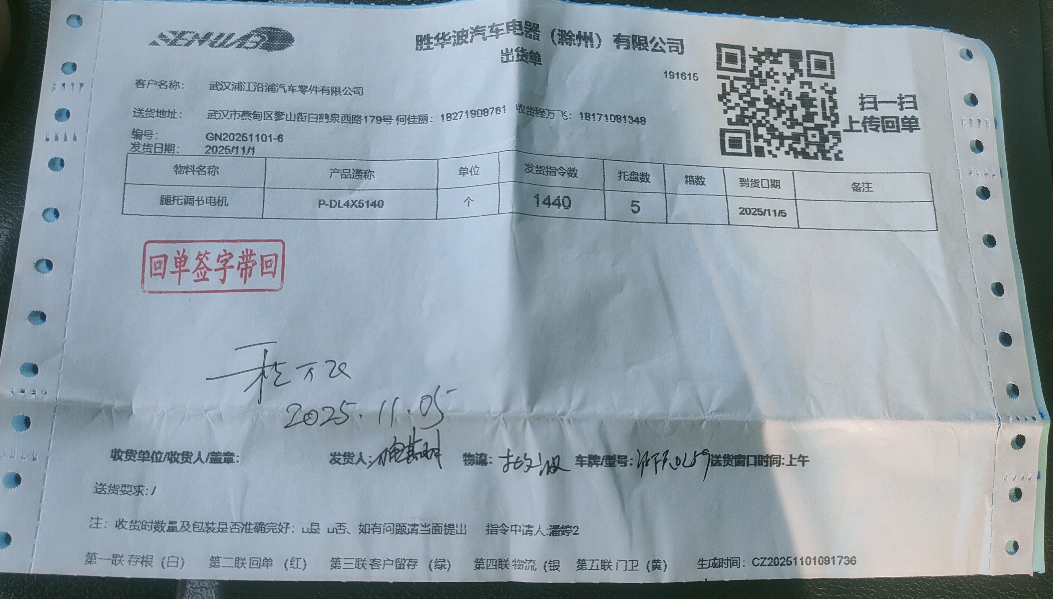 SENWAB
胜华波汽车电器（滁州）有限公司
出货单
191615
扫一扫
上传回单
客户名称： 武汉浦江沿浦汽车零件有限公司
送货地址： 武汉市蔡甸区奓山街白鹤泉西路179号 何佳丽：18271908761 收货程万飞：18171081348
编号： GN20251101-6
发货日期： 2025/11/1
物料名称 产品通称 单位 发货指令数 托盘数 箱数 到货日期 备注
腿托调节电机 P-DL4X5140 个 1440 5 2025/11/5
回单签字带回
程万飞
2025.11.05
收货单位/收货人/盖章： 发货人： 物流： 车牌/型号： 送货窗口时间:上午
送货要求:/
注： 收货时数量及包装是否准确完好：□是 □否、如有问题请当面提出 指令申请人:潘婷2
第一联 存根（白） 第二联 回单 （红） 第三联 客户留存 （绿） 第四联 物流（银 第五联 门卫（黄） 生成时间：CZ20251101091736